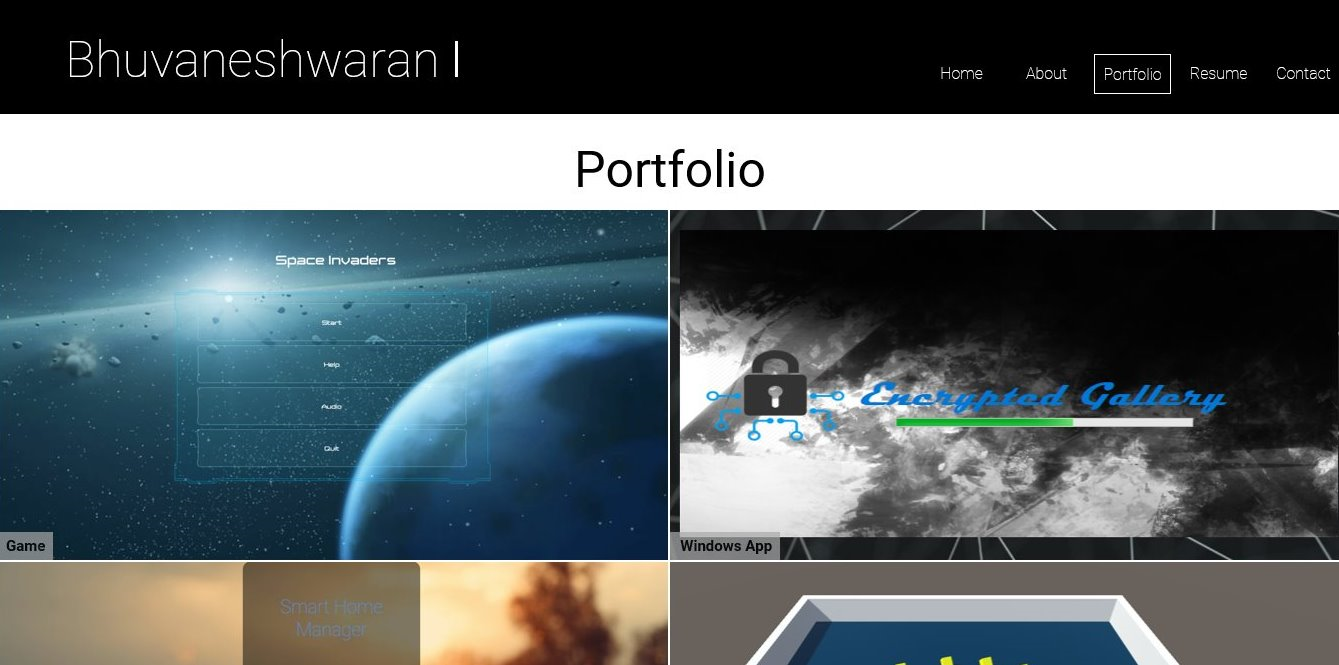 Bhuvaneshwaran I
Home About Portfolio Resume Contact
Portfolio
Space Invaders
Start
Help
Audio
Quit
Game
Encrypted Gallery
Windows App
Smart Home
Manager